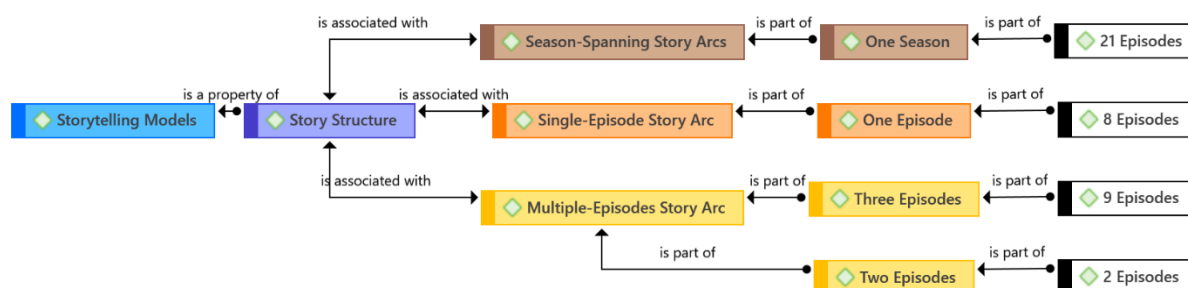 is associated with
is part of
is part of
Season-Spanning Story Arcs
One Season
21 Episodes
is a property of
is associated with
is part of
is part of
Storytelling Models
Story Structure
Single-Episode Story Arc
One Episode
8 Episodes
is associated with
is part of
is part of
Multiple-Episodes Story Arc
Three Episodes
9 Episodes
is part of
is part of
Two Episodes
2 Episodes